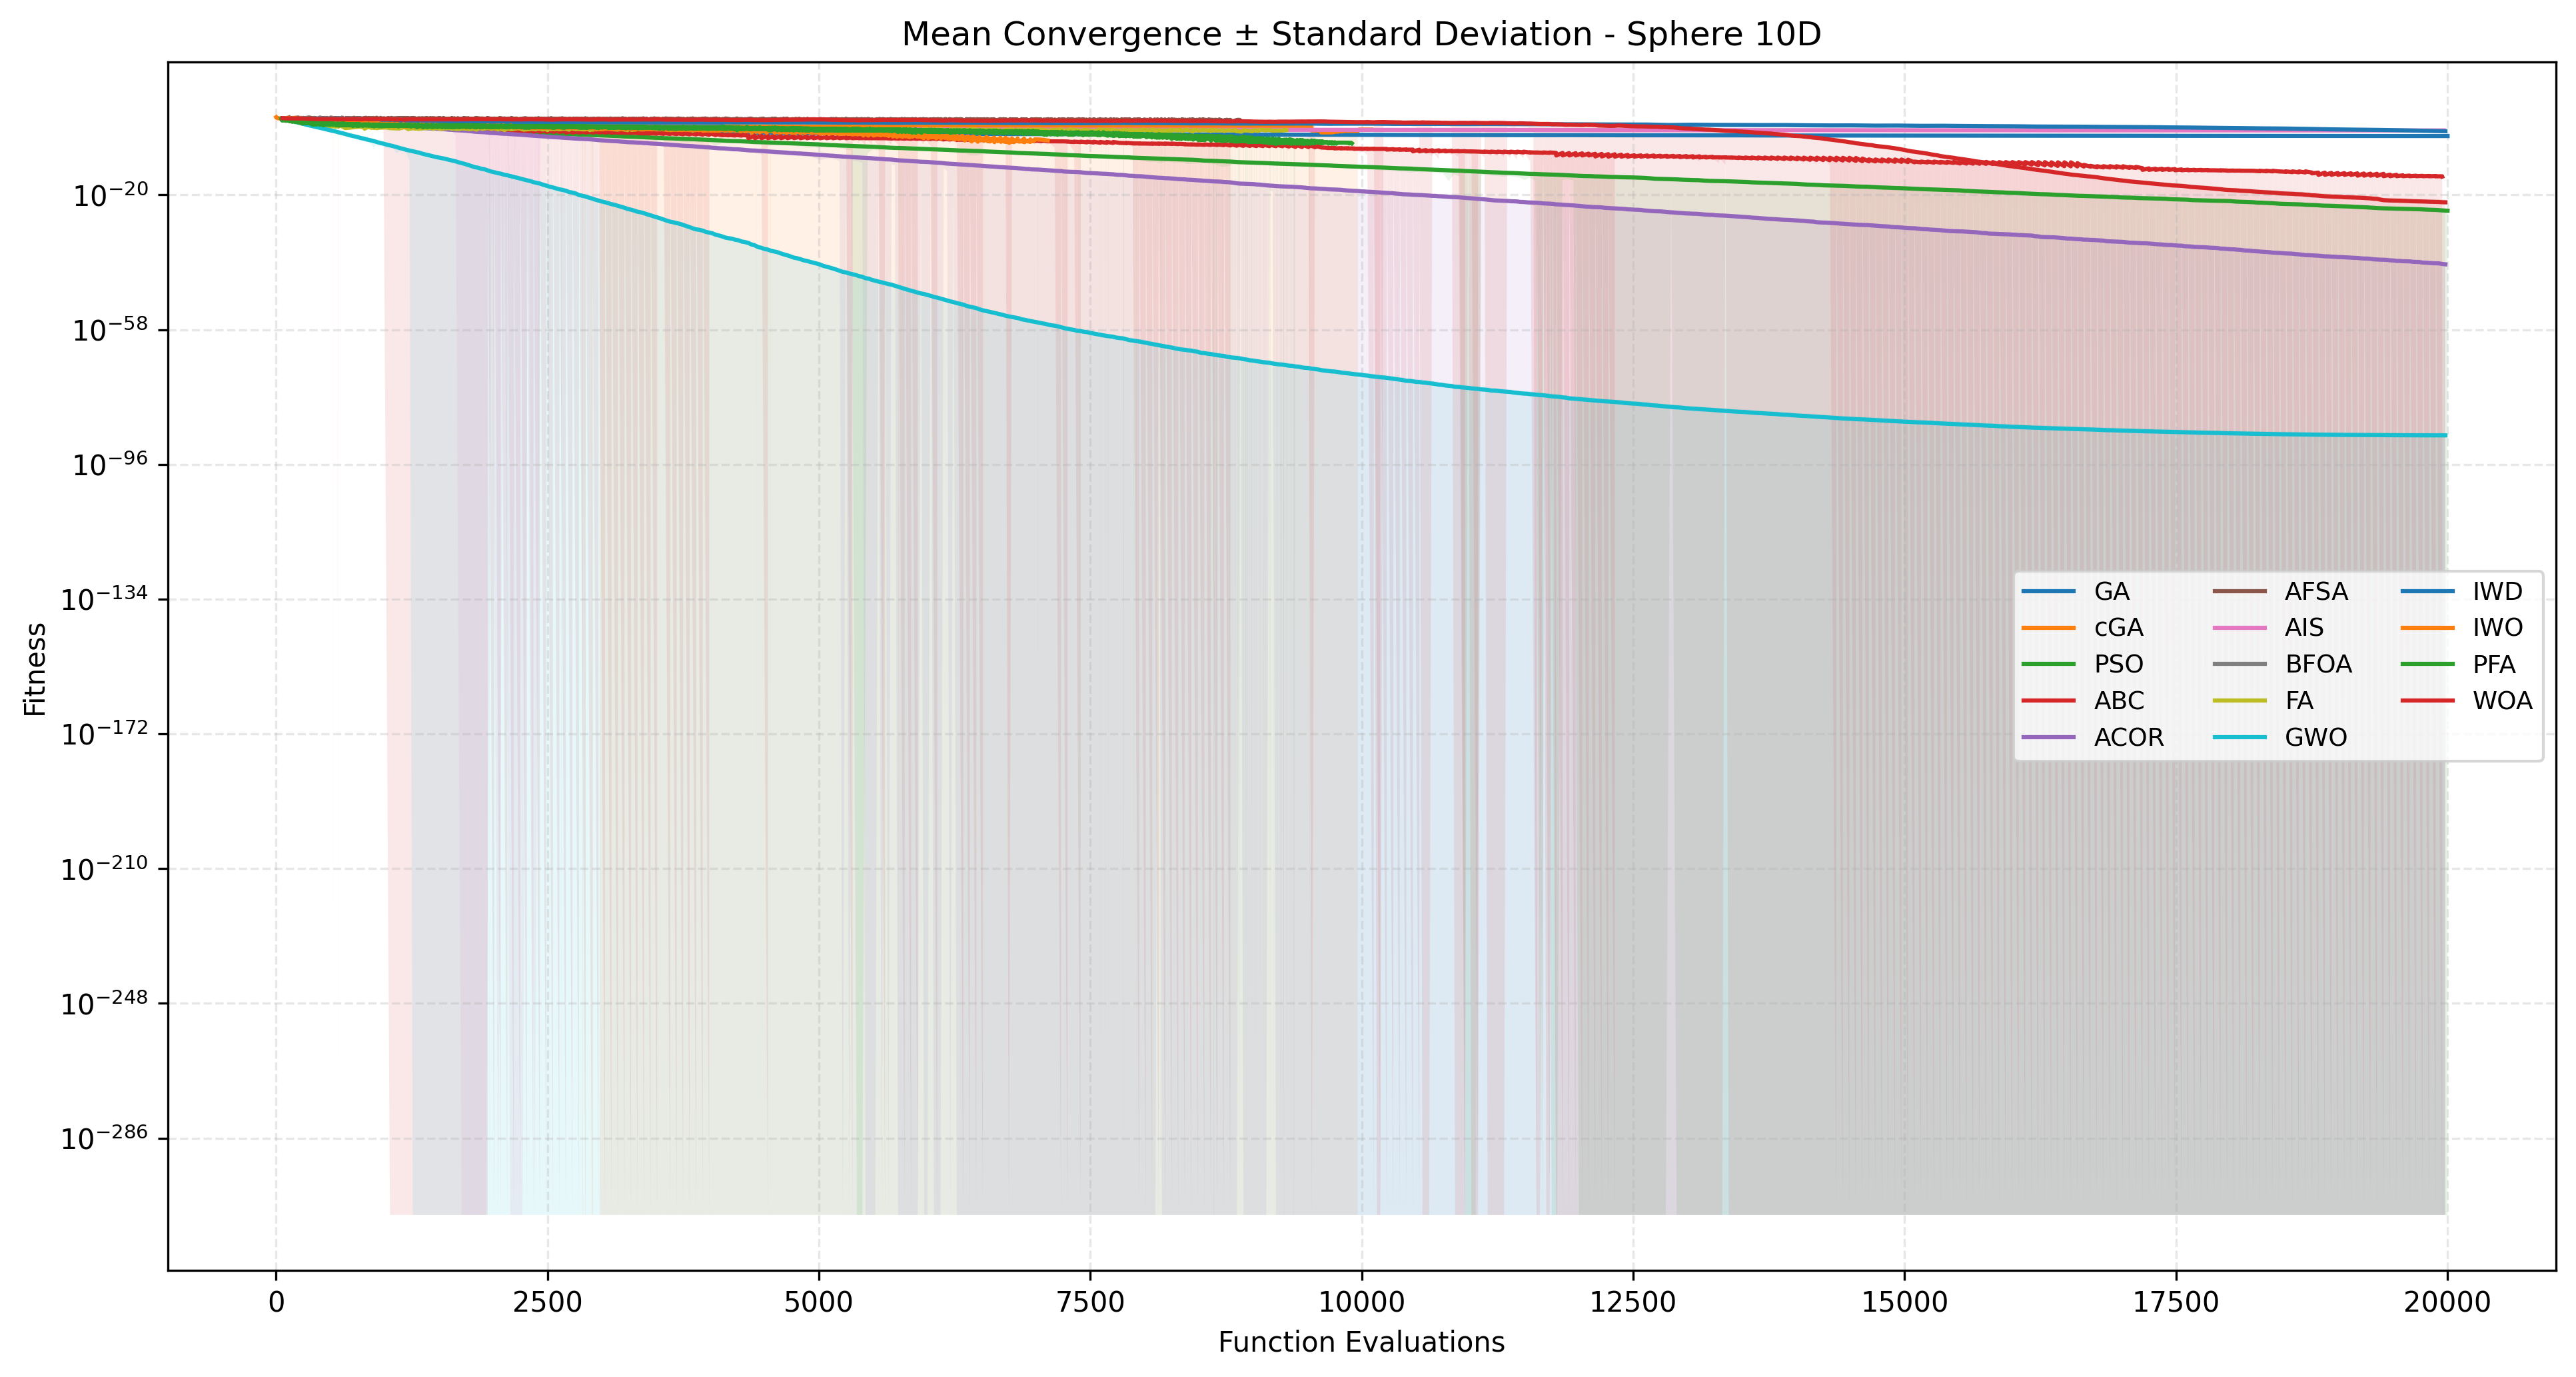 Mean Convergence ± Standard Deviation - Sphere 10D
Fitness
10⁻²⁰
10⁻⁵⁸
10⁻⁹⁶
10⁻¹³⁴
10⁻¹⁷²
10⁻²¹⁰
10⁻²⁴⁸
10⁻²⁸⁶
GA
cGA
PSO
ABC
ACOR
AFSA
AIS
BFOA
FA
GWO
IWD
IWO
PFA
WOA
0 2500 5000 7500 10000 12500 15000 17500 20000
Function Evaluations